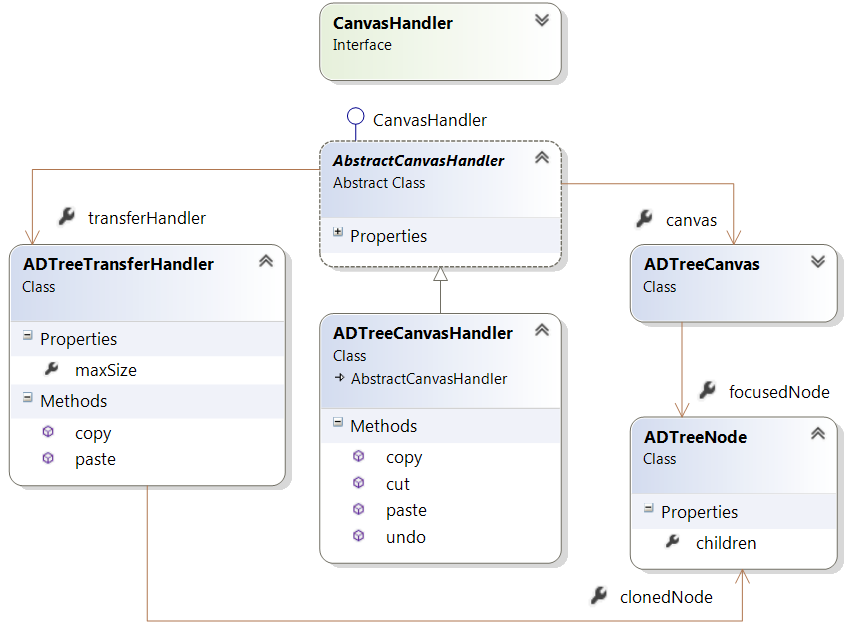 CanvasHandler
Interface
CanvasHandler
AbstractCanvasHandler
Abstract Class
Properties
transferHandler
canvas
ADTreeTransferHandler
Class
Properties
maxSize
Methods
copy
paste
ADTreeCanvasHandler
Class
AbstractCanvasHandler
Methods
copy
cut
paste
undo
ADTreeCanvas
Class
focusedNode
ADTreeNode
Class
Properties
children
clonedNode